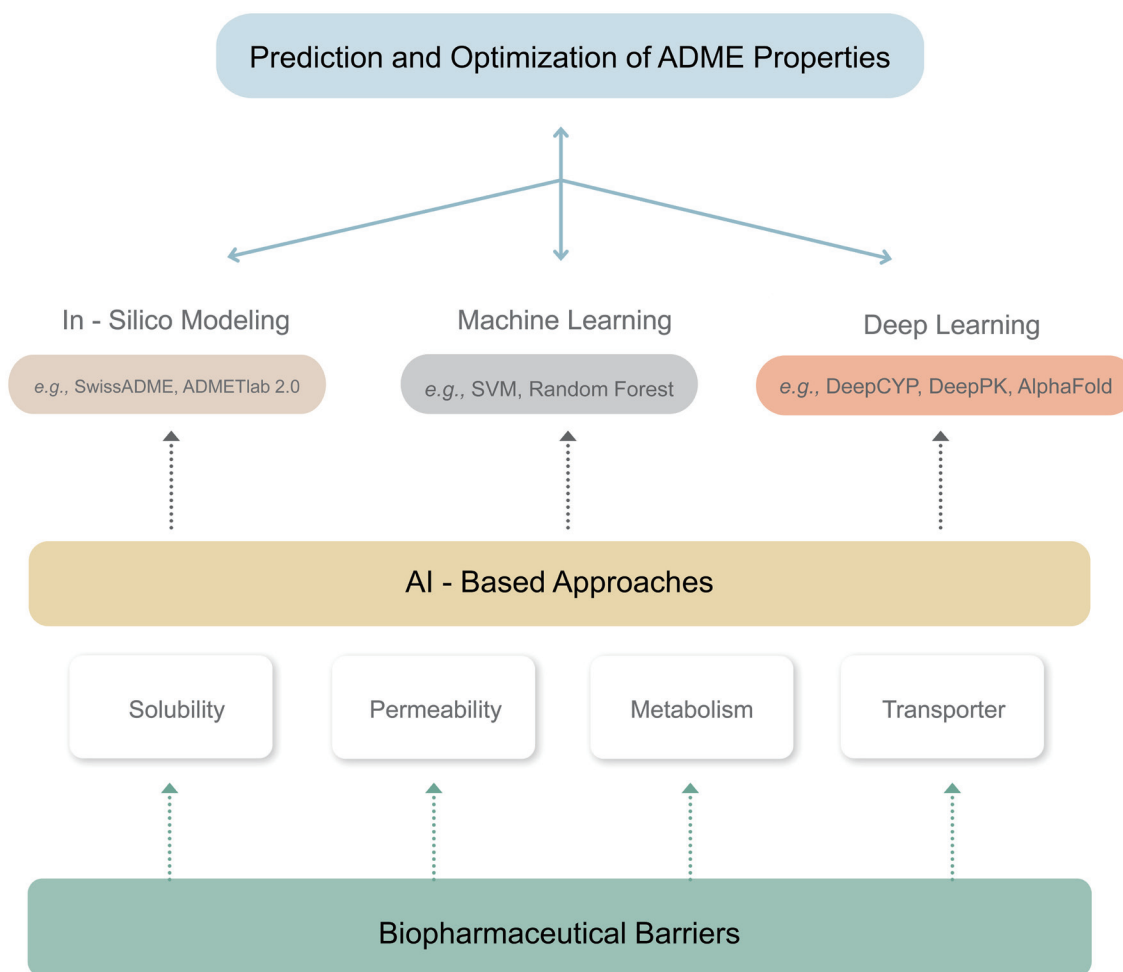 Prediction and Optimization of ADME Properties
In - Silico Modeling
Machine Learning
Deep Learning
e.g., SwissADME, ADMETlab 2.0
e.g., SVM, Random Forest
e.g., DeepCYP, DeepPK, AlphaFold
AI - Based Approaches
Solubility
Permeability
Metabolism
Transporter
Biopharmaceutical Barriers